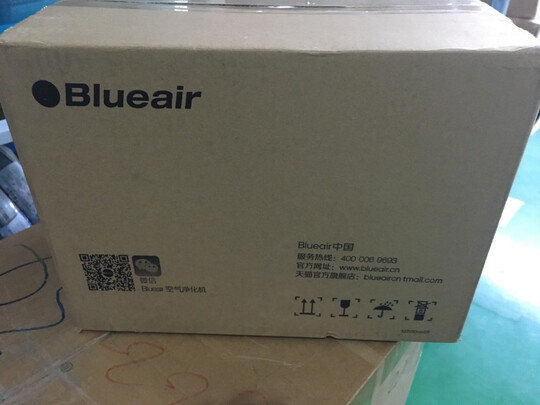 Blueair
Blueair中国
服务热线: 400 006 9633
官方网址: www.blueair.cn
天猫官方旗舰店: blueaircn.tmall.com
微信
Blueair 空气净化机